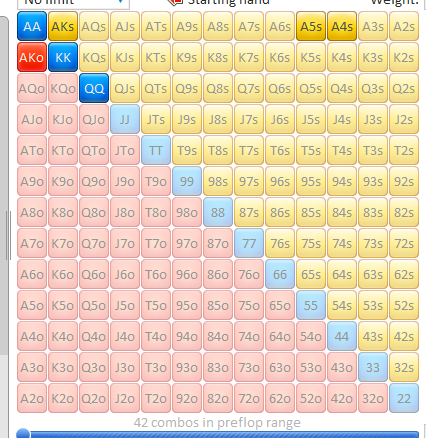 No limit Starting hand Weight:
AA AKs AQs AJs ATs A9s A8s A7s A6s A5s A4s A3s A2s
AKo KK KQs KJs KTs K9s K8s K7s K6s K5s K4s K3s K2s
AQo KQo QQ QJs QTs Q9s Q8s Q7s Q6s Q5s Q4s Q3s Q2s
AJo KJo QJo JJ JTs J9s J8s J7s J6s J5s J4s J3s J2s
ATo KTo QTo JTo TT T9s T8s T7s T6s T5s T4s T3s T2s
A9o K9o Q9o J9o T9o 99 98s 97s 96s 95s 94s 93s 92s
A8o K8o Q8o J8o T8o 98o 88 87s 86s 85s 84s 83s 82s
A7o K7o Q7o J7o T7o 97o 87o 77 76s 75s 74s 73s 72s
A6o K6o Q6o J6o T6o 96o 86o 76o 66 65s 64s 63s 62s
A5o K5o Q5o J5o T5o 95o 85o 75o 65o 55 54s 53s 52s
A4o K4o Q4o J4o T4o 94o 84o 74o 64o 54o 44 43s 42s
A3o K3o Q3o J3o T3o 93o 83o 73o 63o 53o 43o 33 32s
A2o K2o Q2o J2o T2o 92o 82o 72o 62o 52o 42o 32o 22
42 combos in preflop range